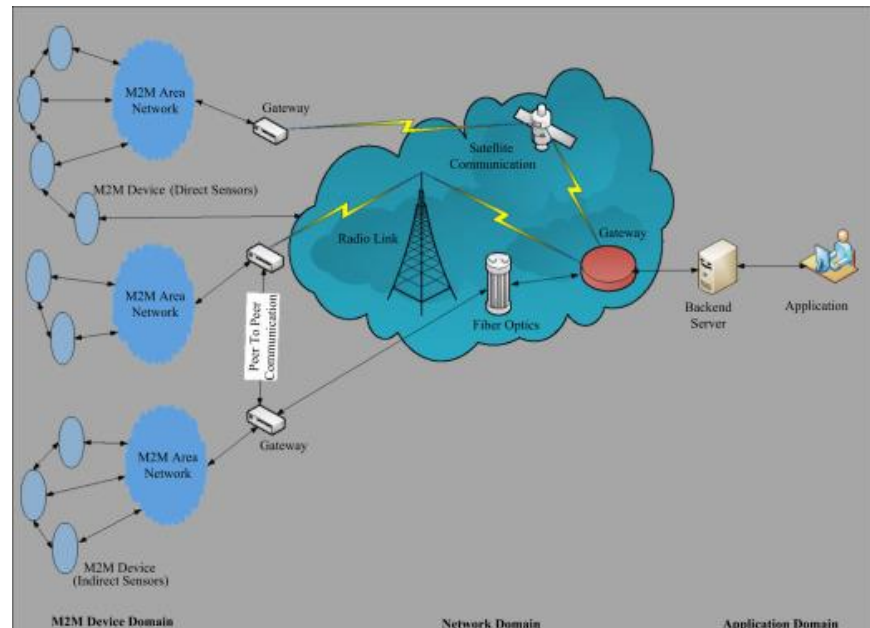 M2M Area
Network
Gateway
Satellite
Communication
M2M Device (Direct Sensors)
Radio Link
Gateway
M2M Area
Network
Peer To Peer
Communication
Fiber Optics
Backend
Server
Application
Gateway
M2M Area
Network
M2M Device
(Indirect Sensors)
M2M Device Domain
Network Domain
Application Domain